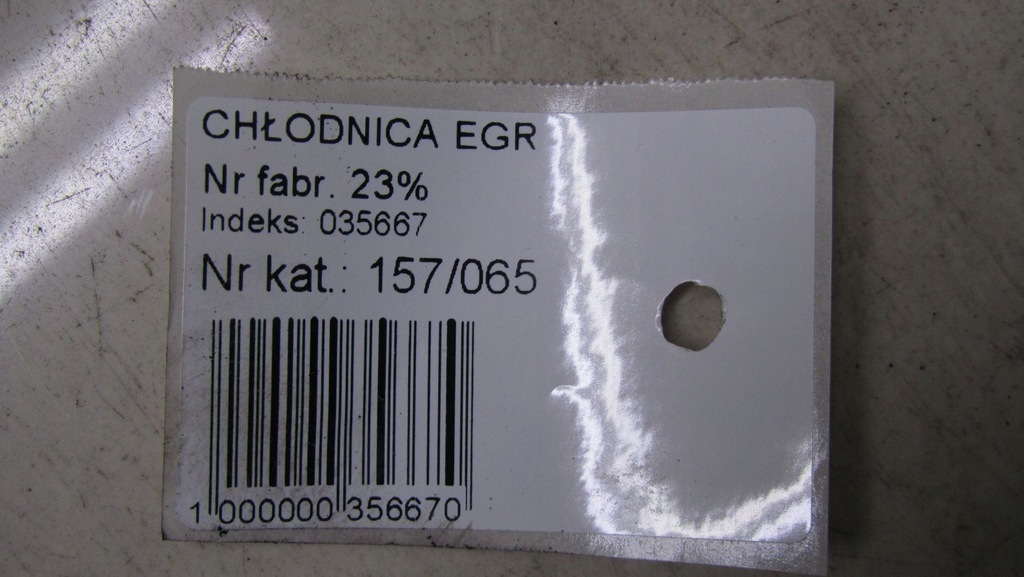 CHŁODNICA EGR
Nr fabr. 23%
Indeks: 035667
Nr kat.: 157/065
1 000000 356670